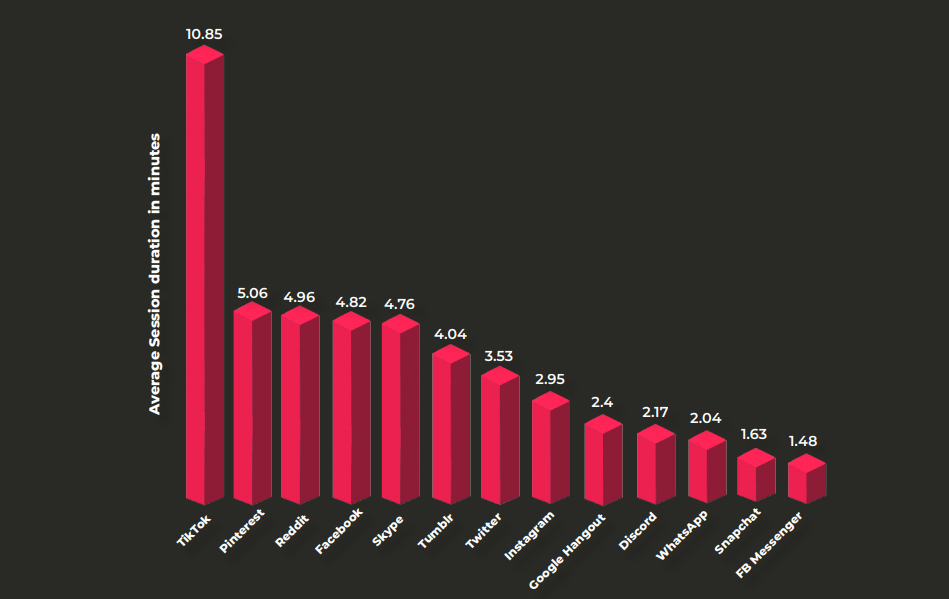 10.85
5.06
4.96
4.82
4.76
4.04
3.53
2.95
2.4
2.17
2.04
1.63
1.48
Average Session duration in minutes
TikTok
Pinterest
Reddit
Facebook
Skype
Tumblr
Twitter
Instagram
Google Hangout
Discord
WhatsApp
Snapchat
FB Messenger